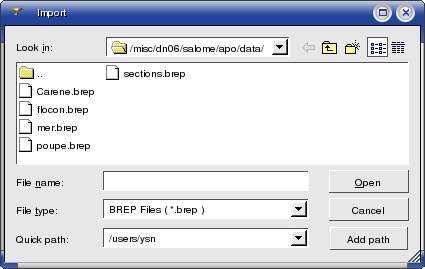 Import
Look in: /misc/dn06/salome/apo/data/
.. sections.brep
Carene.brep
flocon.brep
mer.brep
poupe.brep
File name: Open
File type: BREP Files ( *.brep ) Cancel
Quick path: /users/ysn Add path